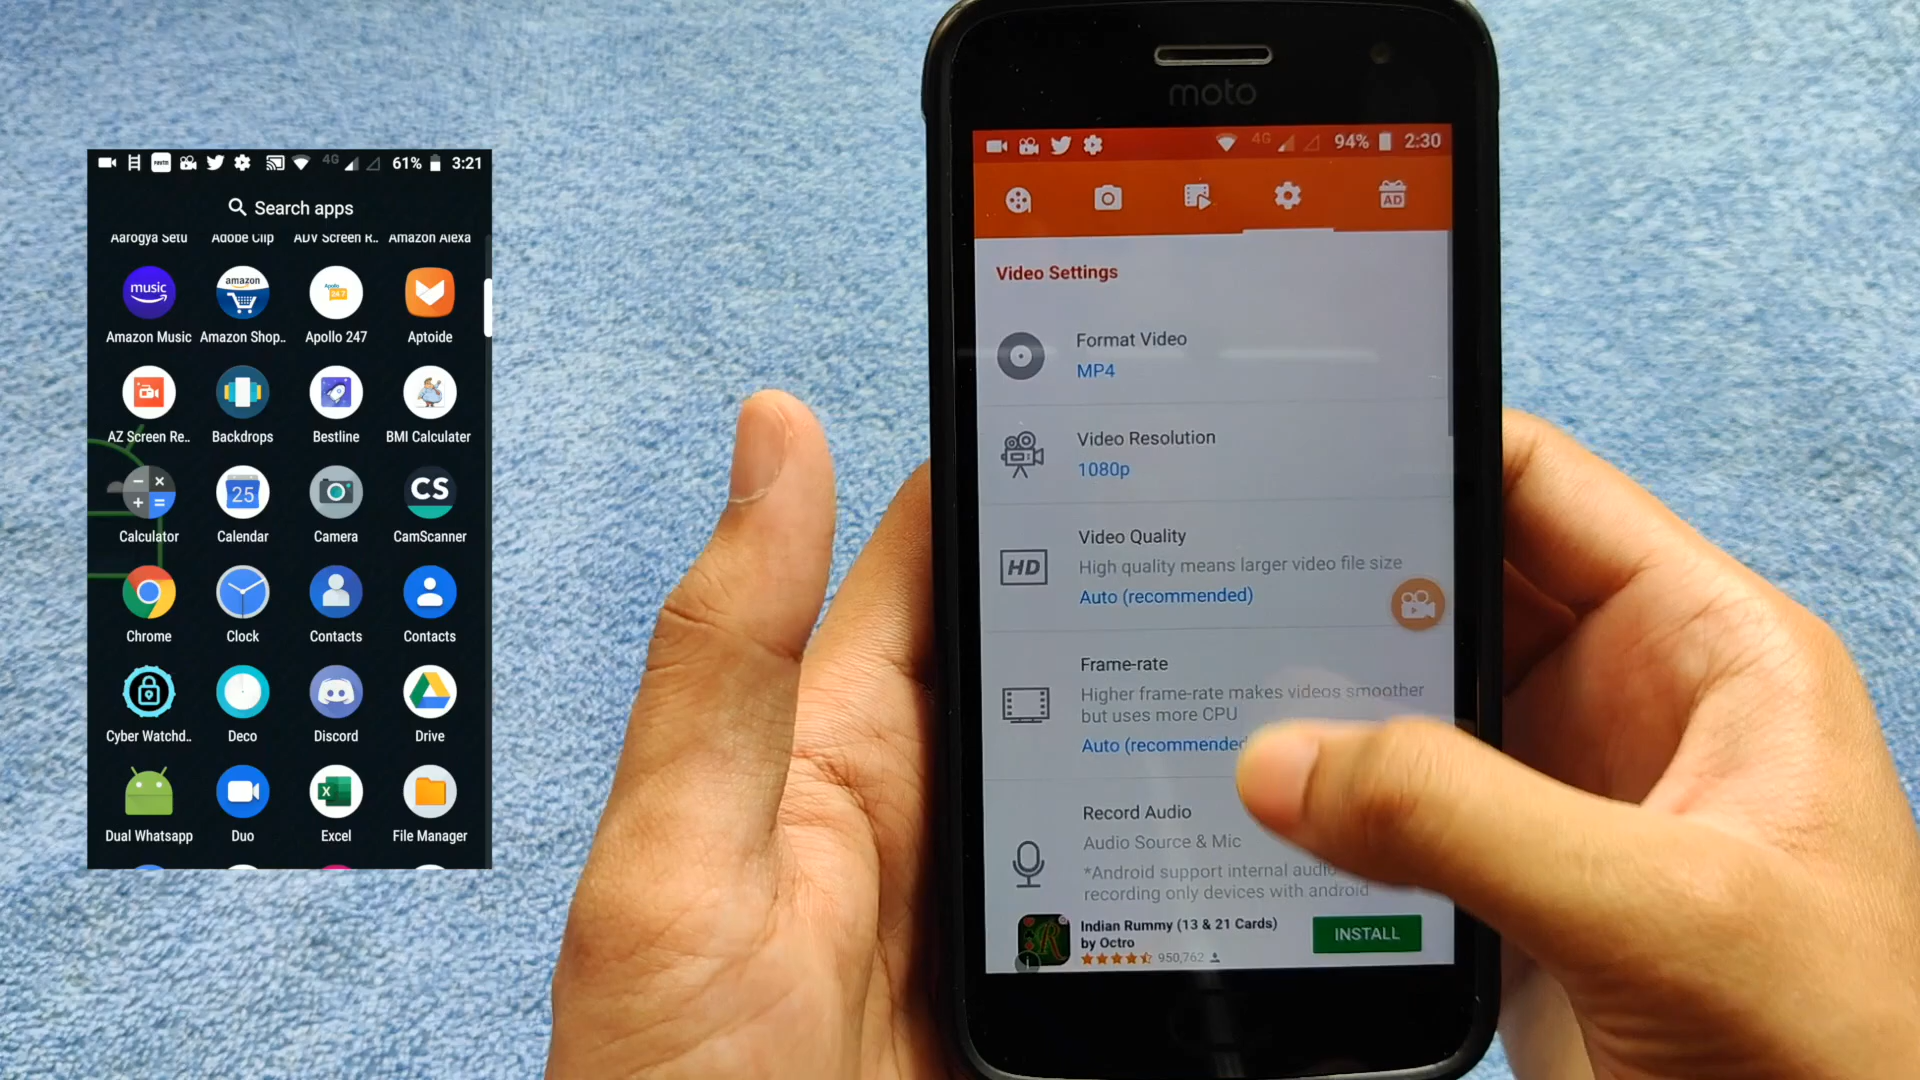 61% 3:21
Search apps
Aarogya Setu Adobe Clip ADV Screen R.. Amazon Alexa
music amazon Apollo 24|7
Amazon Music Amazon Shop.. Apollo 247 Aptoide
AZ Screen Re.. Backdrops Bestline BMI Calculater
25 CS
Calculator Calendar Camera CamScanner
Chrome Clock Contacts Contacts
Cyber Watchd.. Deco Discord Drive
Dual Whatsapp Duo Excel File Manager
moto
4G 94% 2:30
AD
Video Settings
Format Video
MP4
Video Resolution
1080p
Video Quality
HD
High quality means larger video file size
Auto (recommended)
Frame-rate
Higher frame-rate makes videos smoother
but uses more CPU
Auto (recommended
Record Audio
Audio Source & Mic
*Android support internal audio
recording only devices with android
Indian Rummy (13 & 21 Cards)
by Octro
950,762
INSTALL